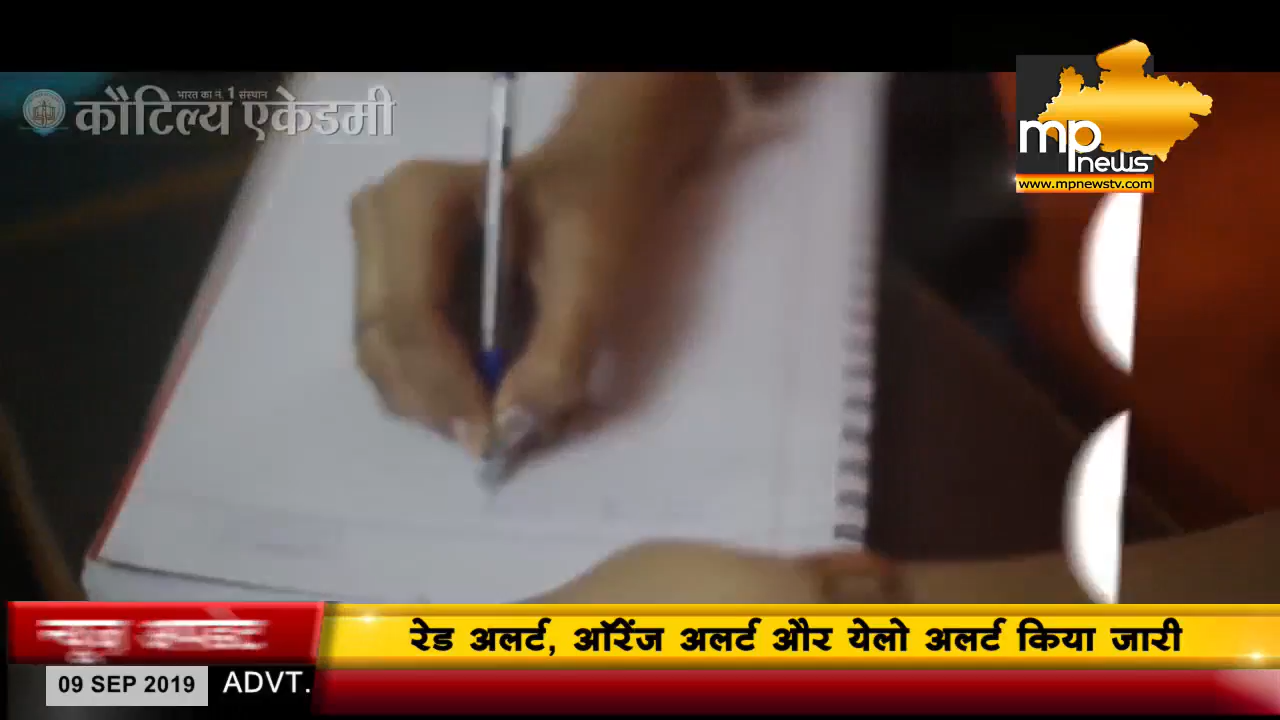 भारत का नं. 1 संस्थान
कौटिल्य एकेडमी
mp
news
www.mpnewstv.com
रेड अलर्ट, ऑरेंज अलर्ट और येलो अलर्ट किया जारी
09 SEP 2019
ADVT.